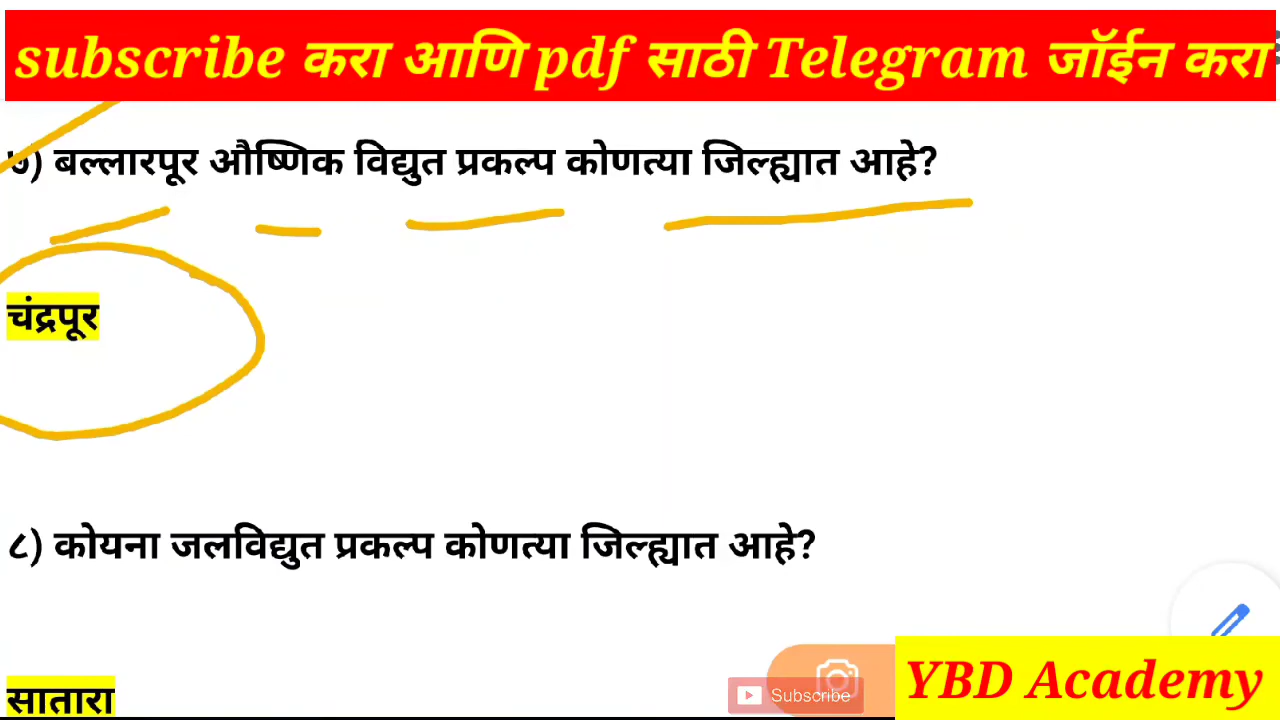 subscribe करा आणि pdf साठी Telegram जॉईन करा
७) बल्लारपूर औष्णिक विद्युत प्रकल्प कोणत्या जिल्ह्यात आहे?
चंद्रपूर
८) कोयना जलविद्युत प्रकल्प कोणत्या जिल्ह्यात आहे?
सातारा
Subscribe
YBD Academy